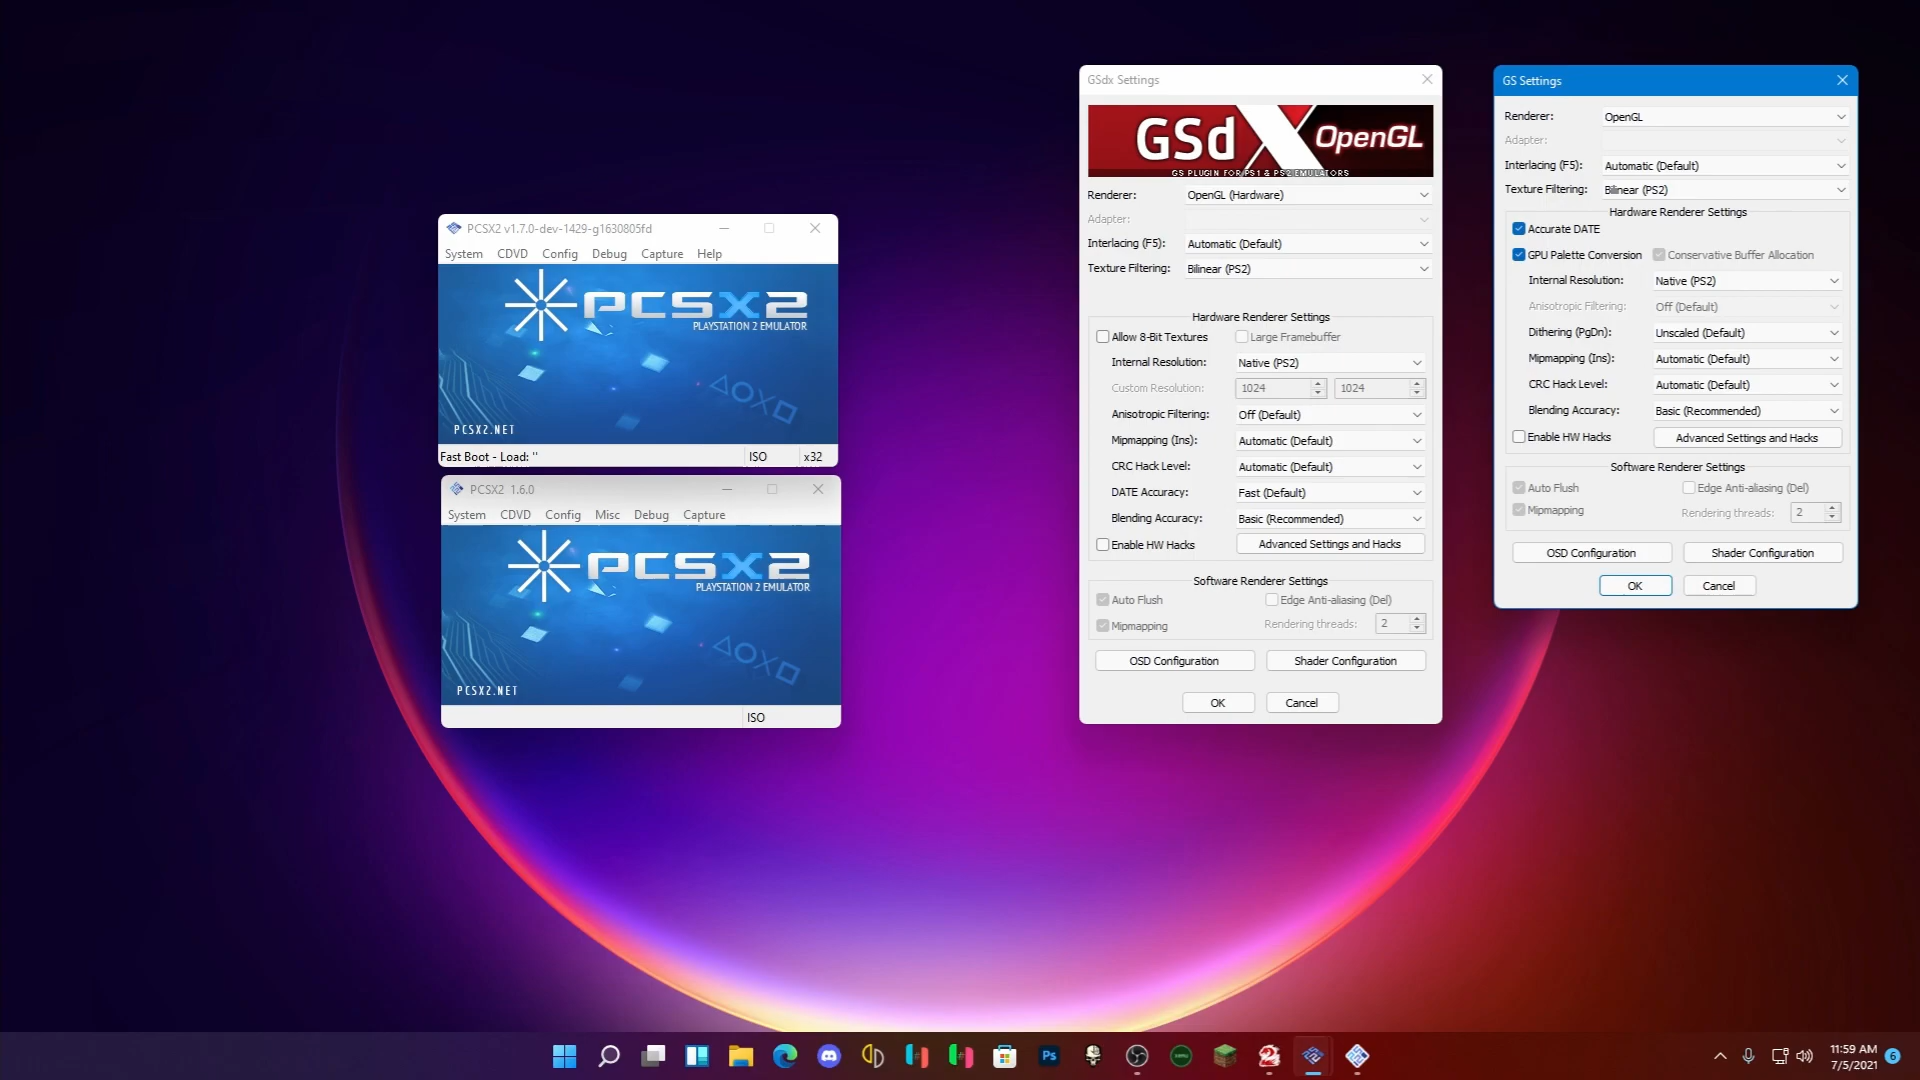 PCSX2 v1.7.0-dev-1429-g1630805fd
System CDVD Config Debug Capture Help
PCSX2
PLAYSTATION 2 EMULATOR
PCSX2.NET
Fast Boot - Load: '' ISO x32
PCSX2 1.6.0
System CDVD Config Misc Debug Capture
PCSX2
PLAYSTATION 2 EMULATOR
PCSX2.NET
ISO
GSdx Settings
GSdX OpenGL
GS PLUGIN FOR PS1 & PS2 EMULATORS
Renderer: OpenGL (Hardware)
Adapter:
Interlacing (F5): Automatic (Default)
Texture Filtering: Bilinear (PS2)
Hardware Renderer Settings
Allow 8-Bit Textures Large Framebuffer
Internal Resolution: Native (PS2)
Custom Resolution: 1024 1024
Anisotropic Filtering: Off (Default)
Mipmapping (Ins): Automatic (Default)
CRC Hack Level: Automatic (Default)
DATE Accuracy: Fast (Default)
Blending Accuracy: Basic (Recommended)
Enable HW Hacks Advanced Settings and Hacks
Software Renderer Settings
Auto Flush Edge Anti-aliasing (Del)
Mipmapping Rendering threads: 2
OSD Configuration Shader Configuration
OK Cancel
GS Settings
Renderer: OpenGL
Adapter:
Interlacing (F5): Automatic (Default)
Texture Filtering: Bilinear (PS2)
Hardware Renderer Settings
Accurate DATE
GPU Palette Conversion Conservative Buffer Allocation
Internal Resolution: Native (PS2)
Anisotropic Filtering: Off (Default)
Dithering (PgDn): Unscaled (Default)
Mipmapping (Ins): Automatic (Default)
CRC Hack Level: Automatic (Default)
Blending Accuracy: Basic (Recommended)
Enable HW Hacks Advanced Settings and Hacks
Software Renderer Settings
Auto Flush Edge Anti-aliasing (Del)
Mipmapping Rendering threads: 2
OSD Configuration Shader Configuration
OK Cancel
Ps
11:59 AM
7/5/2021
6